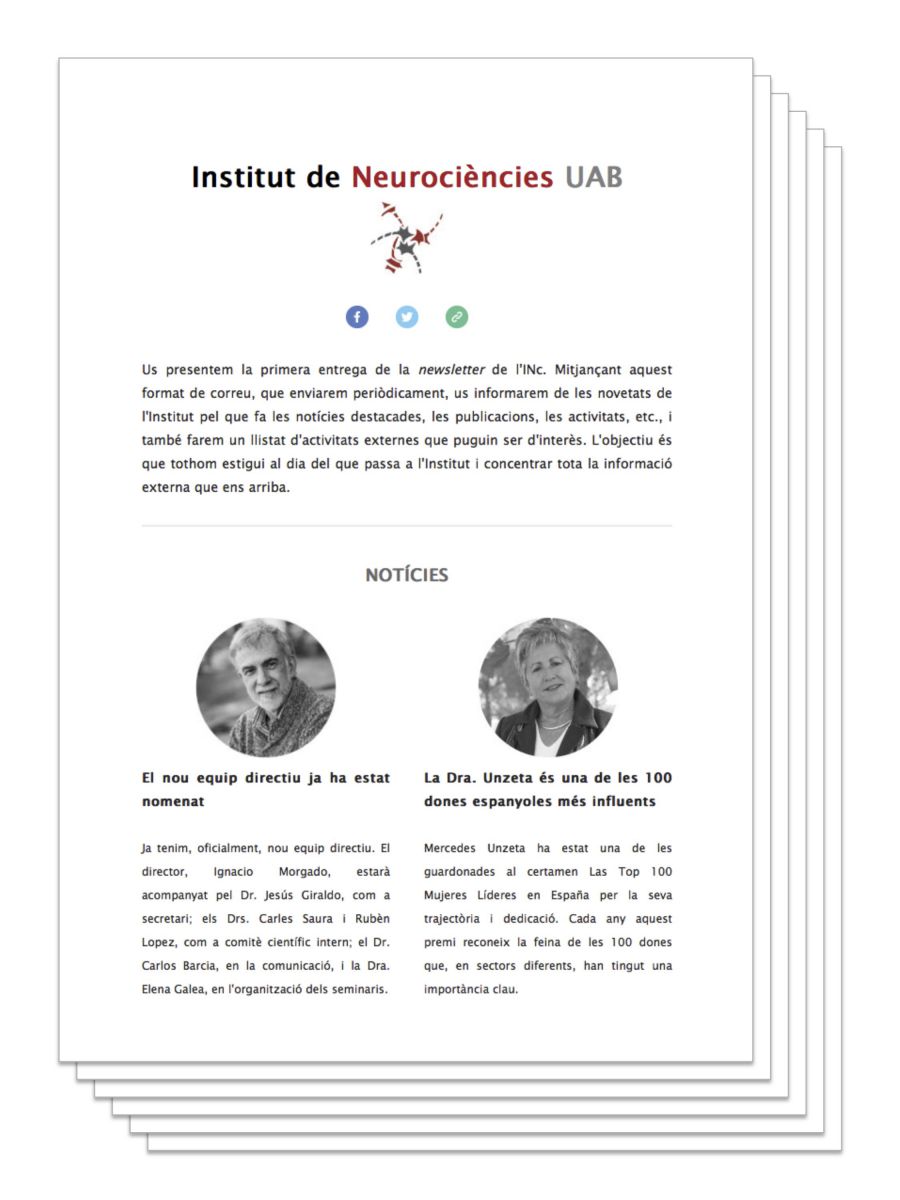 Institut de Neurociències UAB
Us presentem la primera entrega de la newsletter de l'INc. Mitjançant aquest
format de correu, que enviarem periòdicament, us informarem de les novetats de
l'Institut pel que fa les notícies destacades, les publicacions, les activitats, etc., i
també farem un llistat d'activitats externes que puguin ser d'interès. L'objectiu és
que tothom estigui al dia del que passa a l'Institut i concentrar tota la informació
externa que ens arriba.
NOTÍCIES
El nou equip directiu ja ha estat
nomenat
Ja tenim, oficialment, nou equip directiu. El
director, Ignacio Morgado, estarà
acompanyat pel Dr. Jesús Giraldo, com a
secretari; els Drs. Carles Saura i Rubèn
Lopez, com a comitè científic intern; el Dr.
Carlos Barcia, en la comunicació, i la Dra.
Elena Galea, en l'organització dels seminaris.
La Dra. Unzeta és una de les 100
dones espanyoles més influents
Mercedes Unzeta ha estat una de les
guardonades al certamen Las Top 100
Mujeres Líderes en España per la seva
trajectòria i dedicació. Cada any aquest
premi reconeix la feina de les 100 dones
que, en sectors diferents, han tingut una
importància clau.